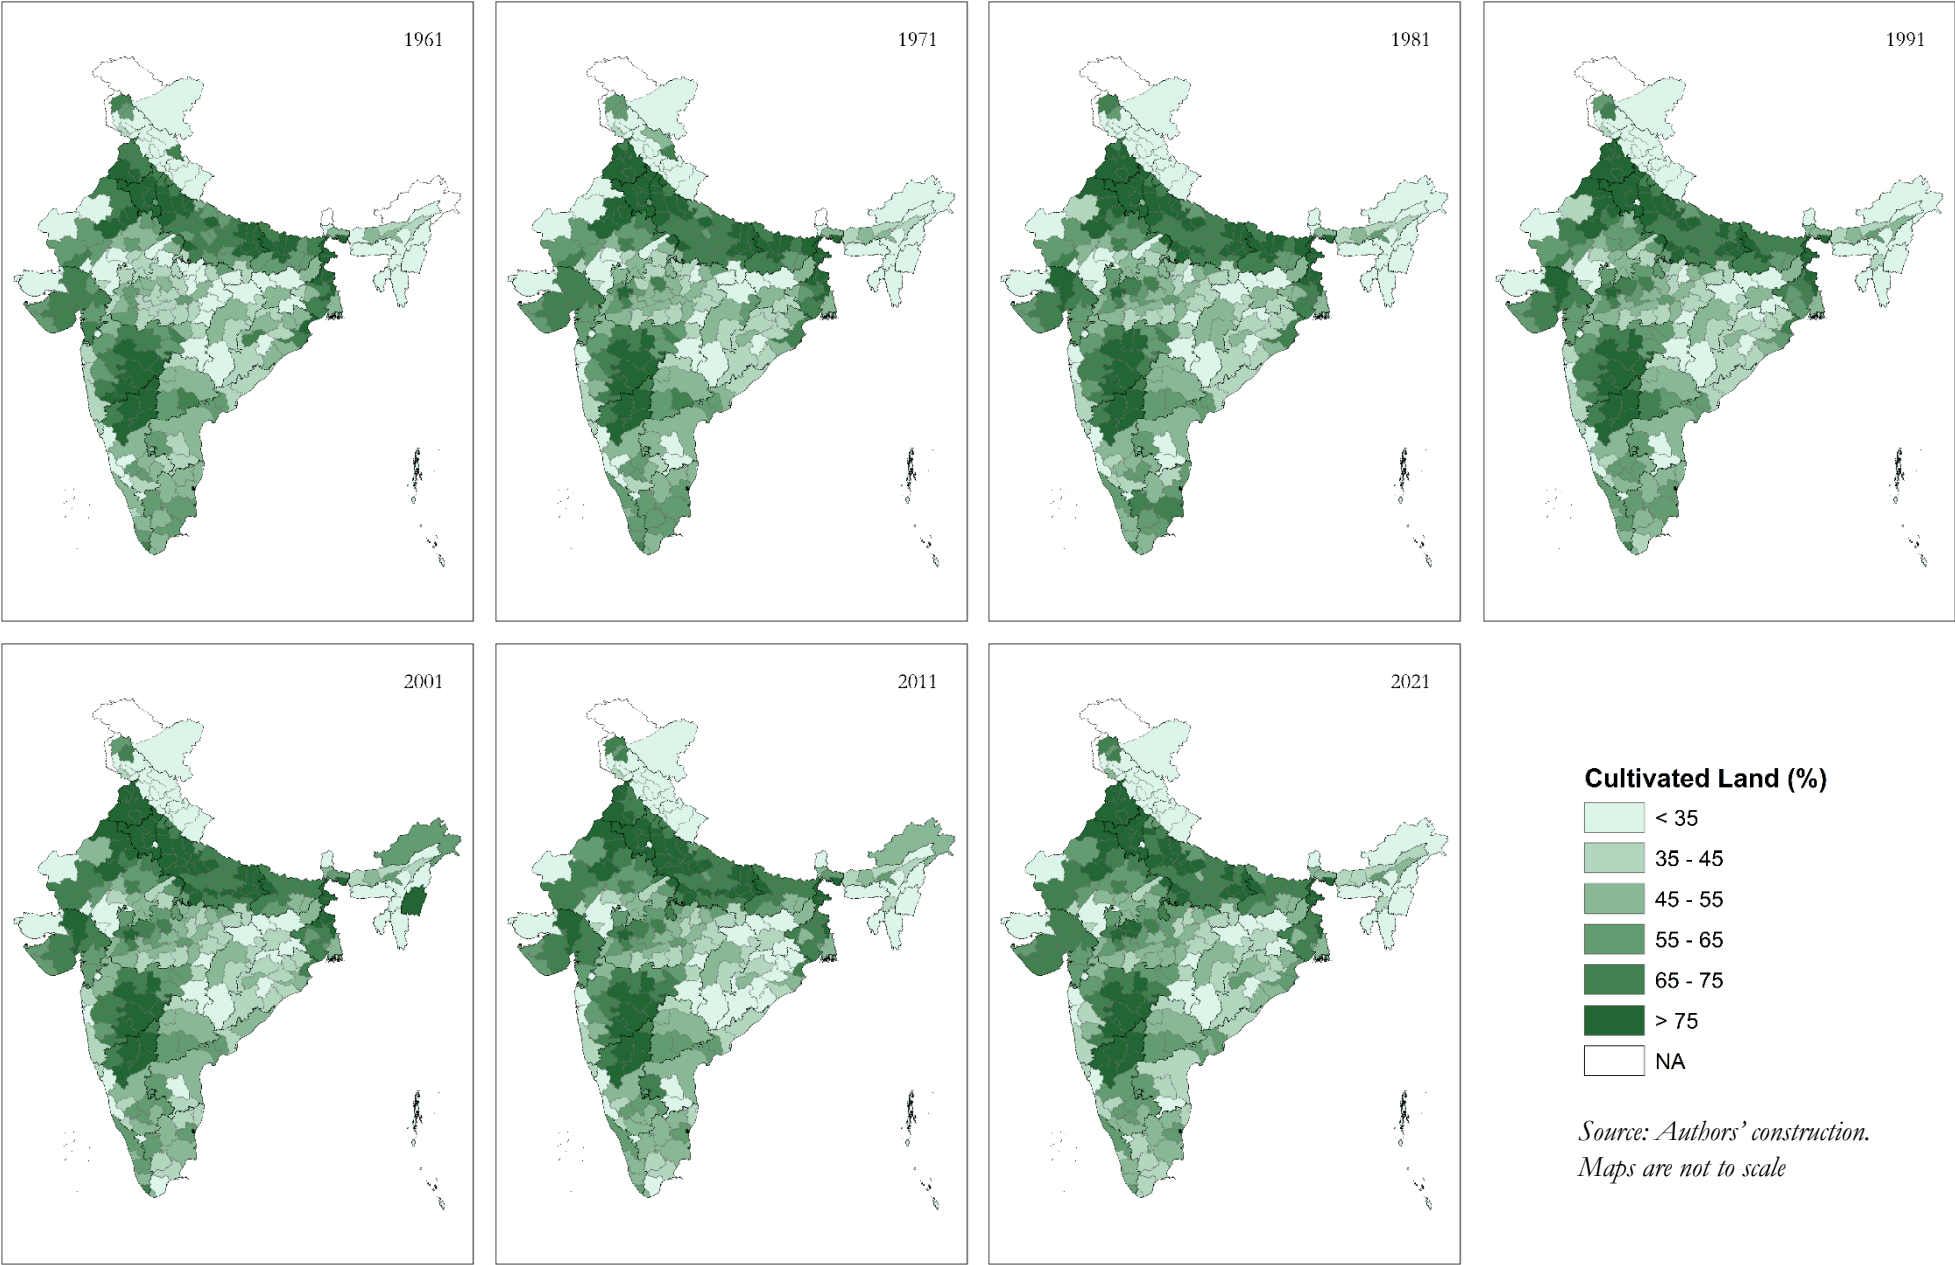 1961
1971
1981
1991
2001
2011
2021
Cultivated Land (%)
< 35
35 - 45
45 - 55
55 - 65
65 - 75
> 75
NA
Source: Authors’ construction.
Maps are not to scale